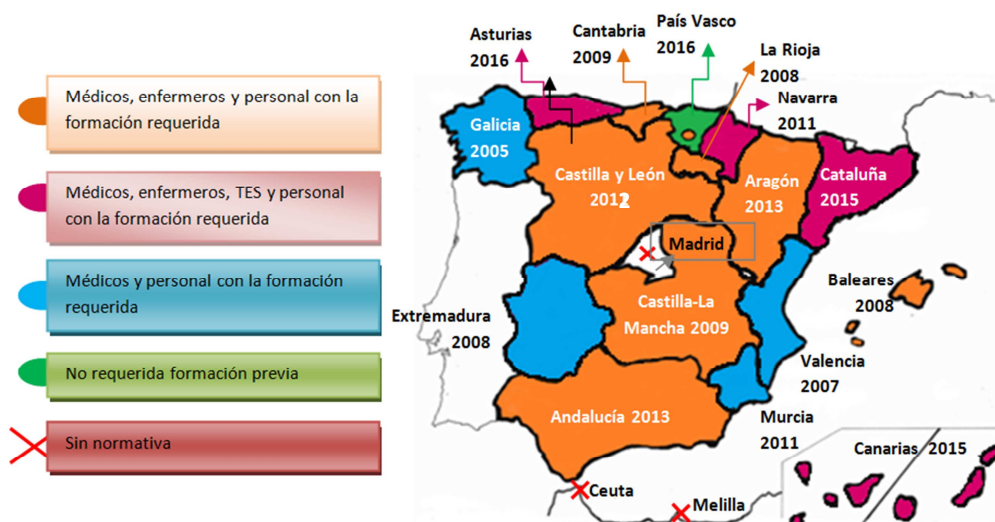 Médicos, enfermeros y personal con la
formación requerida
Médicos, enfermeros, TES y personal
con la formación requerida
Médicos y personal con la formación
requerida
No requerida formación previa
Sin normativa
Asturias
2016
Cantabria
2009
País Vasco
2016
La Rioja
2008
Navarra
2011
Galicia
2005
Castilla y León
2012
Aragón
2013
Cataluña
2015
Madrid
Baleares
2008
Extremadura
2008
Castilla-La
Mancha 2009
Valencia
2007
Andalucía 2013
Murcia
2011
Canarias 2015
Ceuta
Melilla